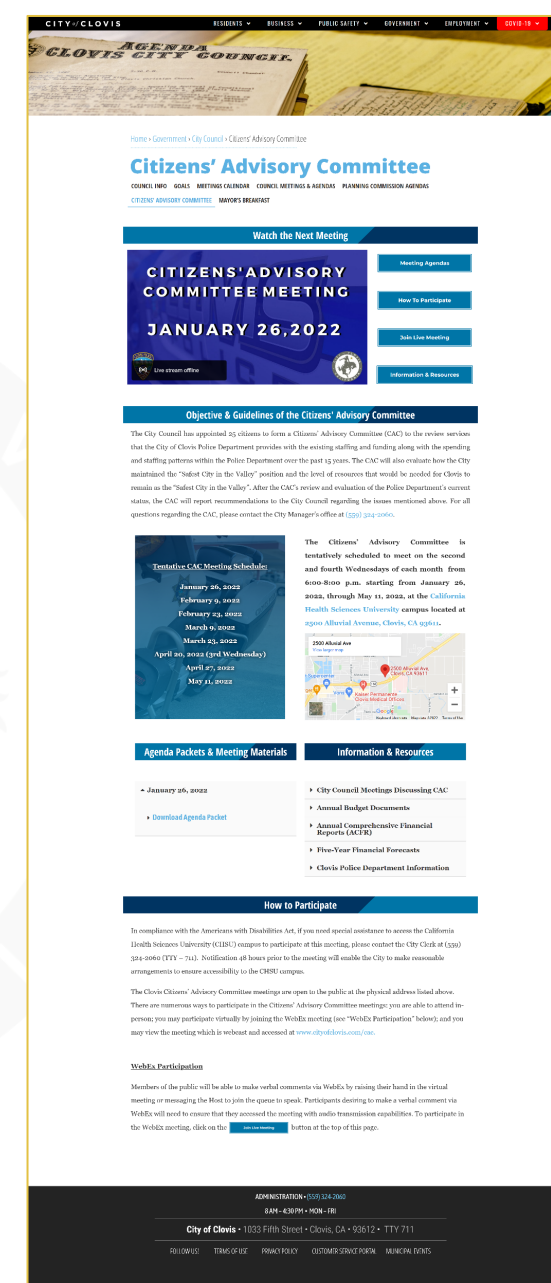 CITY of CLOVIS
RESIDENTS BUSINESS PUBLIC SAFETY GOVERNMENT EMPLOYMENT COVID-19
AGENDA
CLOVIS CITY COUNCIL
Home › Government › City Council › Citizens' Advisory Committee
Citizens' Advisory Committee
COUNCIL INFO GOALS MEETINGS CALENDAR COUNCIL MEETINGS & AGENDAS PLANNING COMMISSION AGENDAS
CITIZENS' ADVISORY COMMITTEE MAYOR'S BREAKFAST
Watch the Next Meeting
CITIZENS'ADVISORY
COMMITTEE MEETING
JANUARY 26,2022
Live stream offline
Meeting Agendas
How To Participate
Join Live Meeting
Information & Resources
Objective & Guidelines of the Citizens' Advisory Committee
The City Council has appointed 25 citizens to form a Citizens' Advisory Committee (CAC) to the review services
that the City of Clovis Police Department provides with the existing staffing and funding along with the spending
and staffing patterns within the Police Department over the past 15 years. The CAC will also evaluate how the City
maintained the "Safest City in the Valley" position and the level of resources that would be needed for Clovis to
remain as the "Safest City in the Valley". After the CAC's review and evaluation of the Police Department's current
status, the CAC will report recommendations to the City Council regarding the issues mentioned above. For all
questions regarding the CAC, please contact the City Manager's office at (559) 324-2060.
Tentative CAC Meeting Schedule:
January 26, 2022
February 9, 2022
February 23, 2022
March 9, 2022
March 23, 2022
April 20, 2022 (3rd Wednesday)
April 27, 2022
May 11, 2022
The Citizens' Advisory Committee is
tentatively scheduled to meet on the second
and fourth Wednesdays of each month from
6:00-8:00 p.m. starting from January 26,
2022, through May 11, 2022, at the California
Health Sciences University campus located at
2500 Alluvial Avenue, Clovis, CA 93611.
2500 Alluvial Ave
View larger map
2500 Alluvial Ave,
Clovis, CA 93611
Kaiser Permanente
Clovis Medical Offices
Google
Terms of Use
Agenda Packets & Meeting Materials
January 26, 2022
Download Agenda Packet
Information & Resources
City Council Meetings Discussing CAC
Annual Budget Documents
Annual Comprehensive Financial
Reports (ACFR)
Five-Year Financial Forecasts
Clovis Police Department Information
How to Participate
In compliance with the Americans with Disabilities Act, if you need special assistance to access the California
Health Sciences University (CHSU) campus to participate at this meeting, please contact the City Clerk at (559)
324-2060 (TTY – 711). Notification 48 hours prior to the meeting will enable the City to make reasonable
arrangements to ensure accessibility to the CHSU campus.
The Clovis Citizens' Advisory Committee meetings are open to the public at the physical address listed above.
There are numerous ways to participate in the Citizens' Advisory Committee meetings; you are able to attend in-
person; you may participate virtually by joining the WebEx meeting (see "WebEx Participation" below); and you
may view the meeting which is webcast and accessed at www.cityofclovis.com/cac.
WebEx Participation
Members of the public will be able to make verbal comments via WebEx by raising their hand in the virtual
meeting or messaging the Host to join the queue to speak. Participants desiring to make a verbal comment via
WebEx will need to ensure that they accessed the meeting with audio transmission capabilities. To participate in
the WebEx meeting, click on the Join Live Meeting button at the top of this page.
ADMINISTRATION • (559) 324-2060
8 AM – 4:30 PM • MON – FRI
City of Clovis • 1033 Fifth Street • Clovis, CA • 93612 • TTY 711
FOLLOW US! TERMS OF USE PRIVACY POLICY CUSTOMER SERVICE PORTAL MUNICIPAL EVENTS